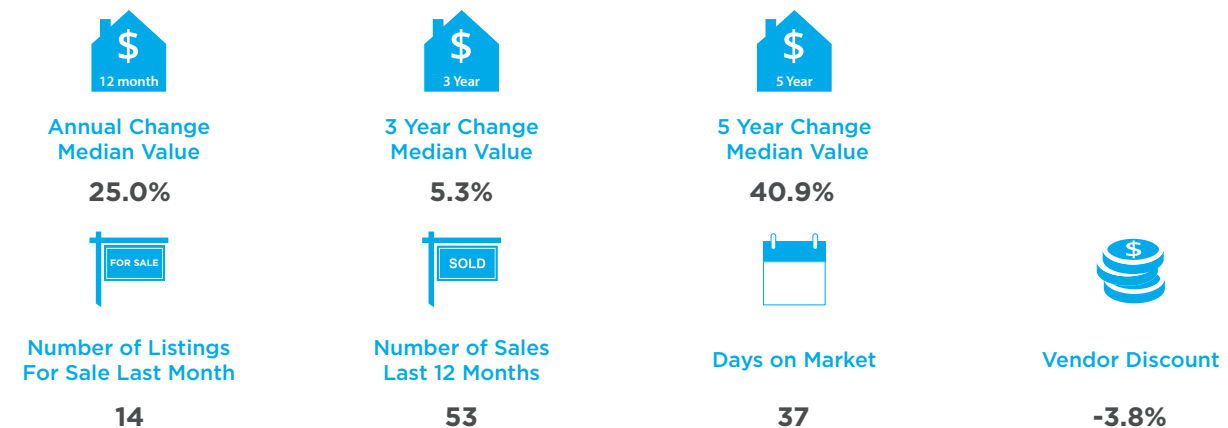 $
12 month
Annual Change
Median Value
25.0%
$
3 Year
3 Year Change
Median Value
5.3%
$
5 Year
5 Year Change
Median Value
40.9%
FOR SALE
Number of Listings
For Sale Last Month
14
SOLD
Number of Sales
Last 12 Months
53
Days on Market
37
$
Vendor Discount
-3.8%